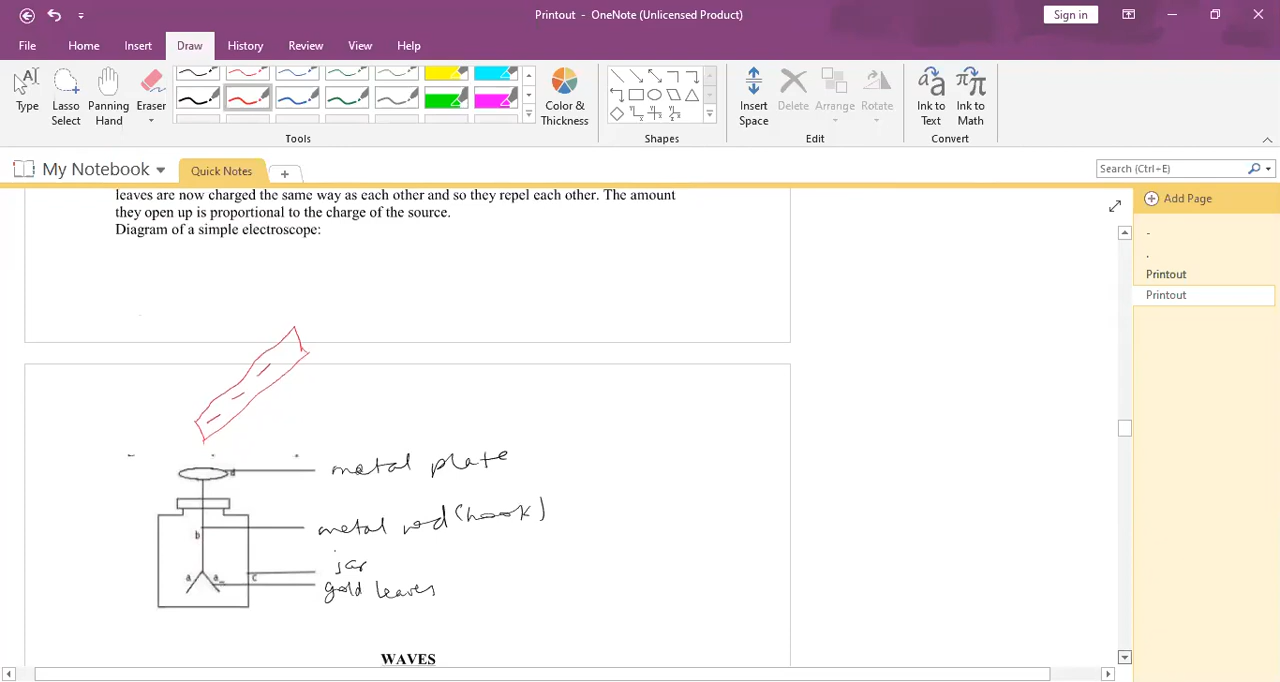 Printout - OneNote (Unlicensed Product)
Sign in
File Home Insert Draw History Review View Help
Type
Lasso Select
Panning Hand
Eraser
Color & Thickness
Insert Space
Delete
Arrange
Rotate
Ink to Text
Ink to Math
Tools
Shapes
Edit
Convert
My Notebook
Quick Notes
Search (Ctrl+E)
Add Page
-
.
Printout
Printout
leaves are now charged the same way as each other and so they repel each other. The amount
they open up is proportional to the charge of the source.
Diagram of a simple electroscope:
d
metal plate
b
metal rod (hook)
a a c
jar
gold leaves
WAVES